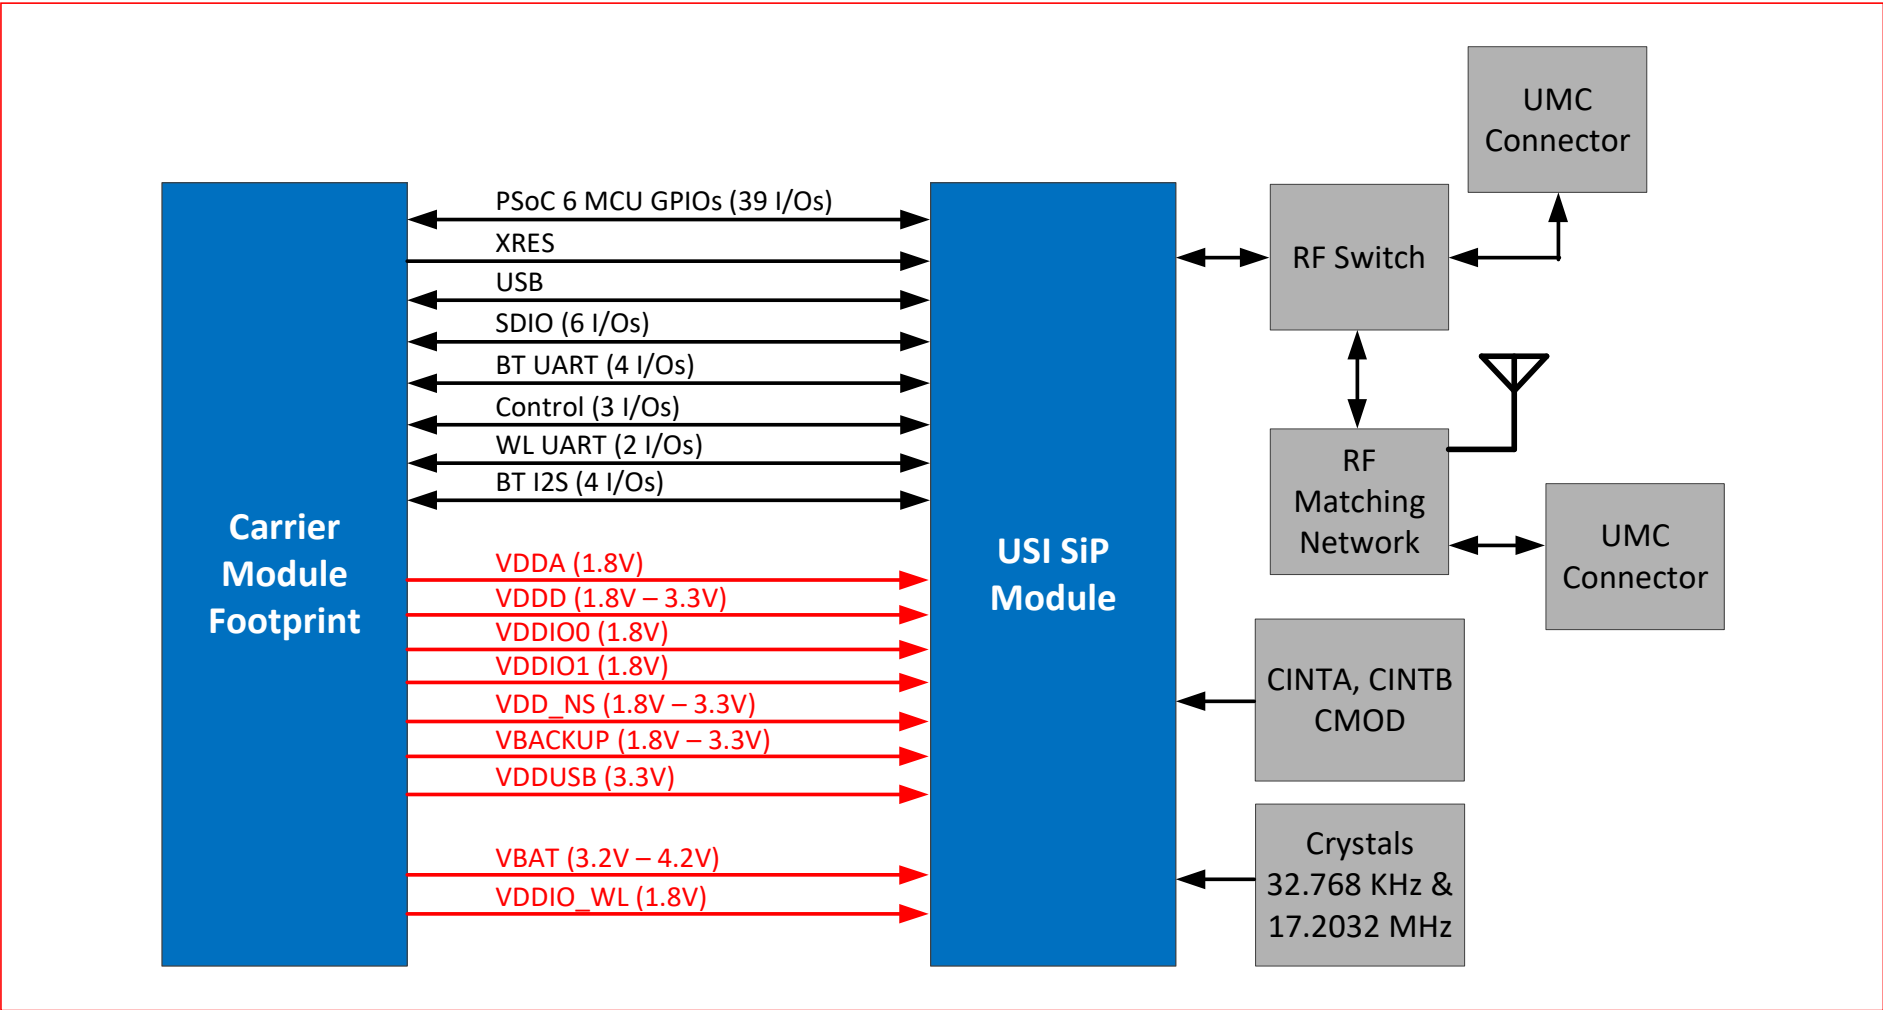 UMC
Connector
PSoC 6 MCU GPIOs (39 I/Os)
XRES
RF Switch
USB
SDIO (6 I/Os)
BT UART (4 I/Os)
Control (3 I/Os)
WL UART (2 I/Os)
BT I2S (4 I/Os)
RF
Matching
Network
Carrier
Module
Footprint
USI SiP
Module
UMC
Connector
VDDA (1.8V)
VDDD (1.8V – 3.3V)
VDDIO0 (1.8V)
VDDIO1 (1.8V)
VDD_NS (1.8V – 3.3V)
VBACKUP (1.8V – 3.3V)
VDDUSB (3.3V)
CINTA, CINTB
CMOD
VBAT (3.2V – 4.2V)
VDDIO_WL (1.8V)
Crystals
32.768 KHz &
17.2032 MHz